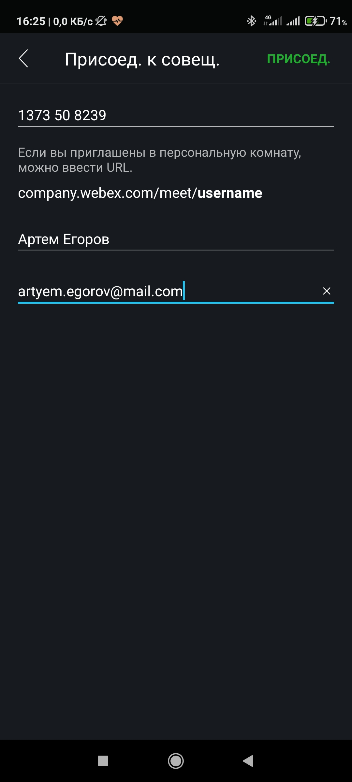 16:25 | 0,0 КБ/с 4G 71%
Присоед. к совещ. ПРИСОЕД.
1373 50 8239
Если вы приглашены в персональную комнату,
можно ввести URL.
company.webex.com/meet/username
Артем Егоров
artyem.egorov@mail.com